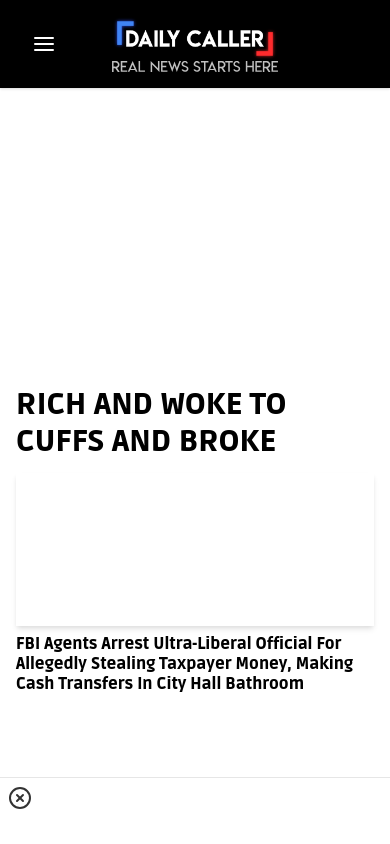 DAILY CALLER
REAL NEWS STARTS HERE
RICH AND WOKE TO
CUFFS AND BROKE
FBI Agents Arrest Ultra-Liberal Official For
Allegedly Stealing Taxpayer Money, Making
Cash Transfers In City Hall Bathroom